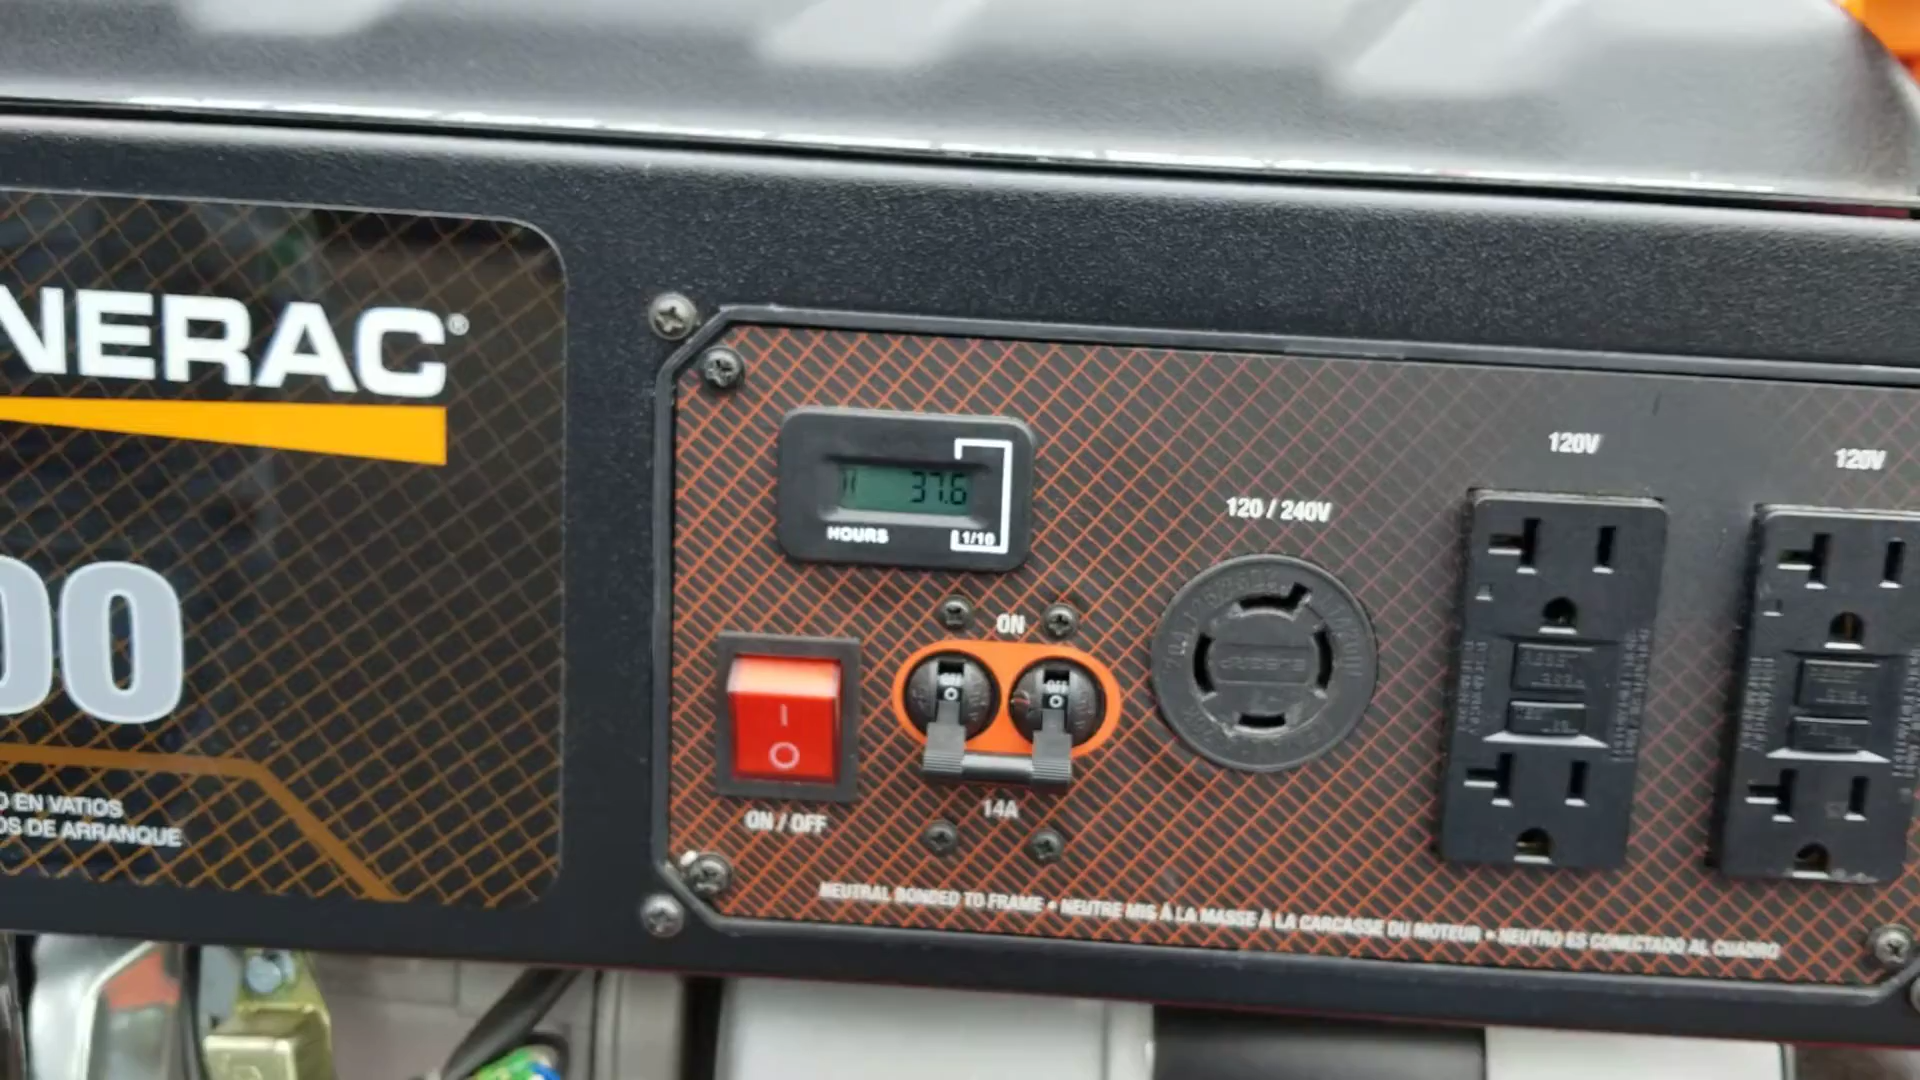 NERAC®
00
O EN VATIOS
OS DE ARRANQUE
37.6
HOURS
1/10
ON
I
O
ON / OFF
14A
120 / 240V
120V
120V
NEUTRAL BONDED TO FRAME • NEUTRE MIS À LA MASSE À LA CARCASSE DU MOTEUR • NEUTRO ES CONECTADO AL CUADRO